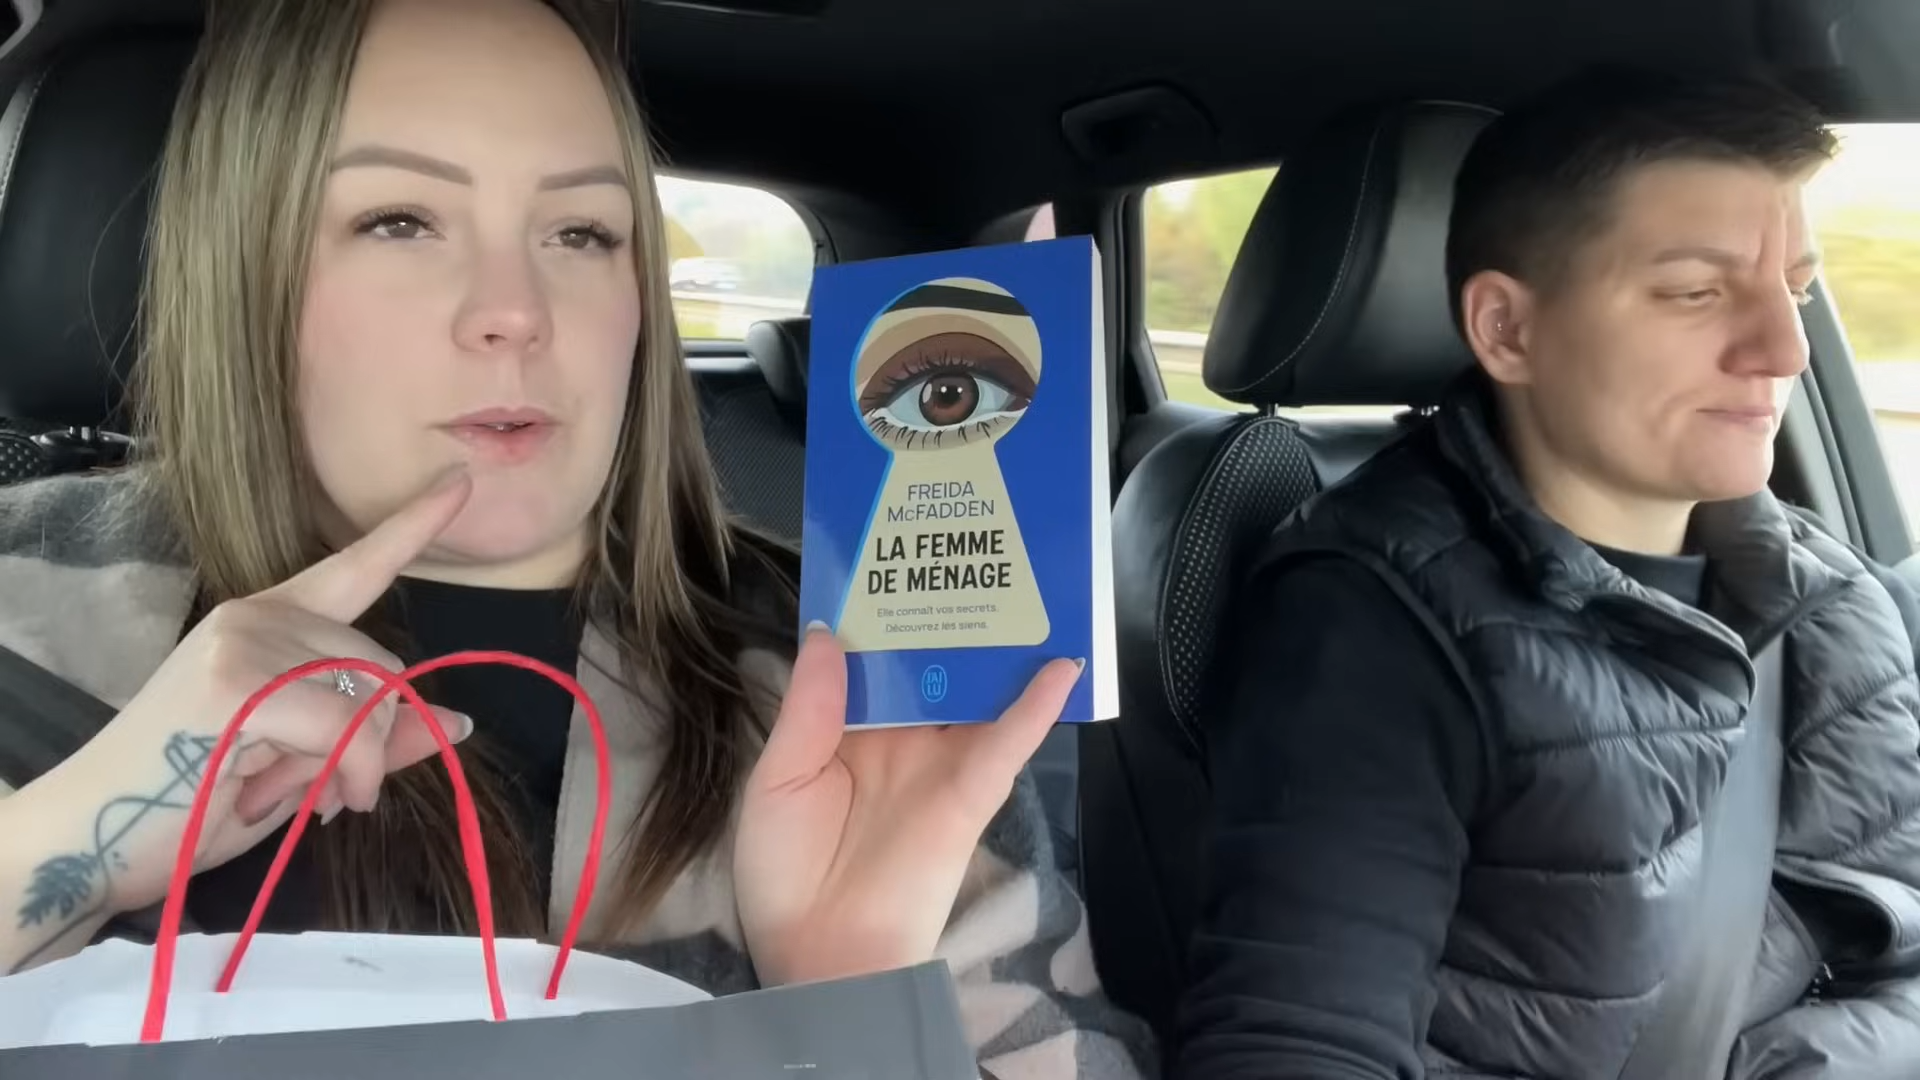 FREIDA
McFADDEN
LA FEMME
DE MÉNAGE
Elle connaît vos secrets.
Découvrez les siens.
J'AI
LU